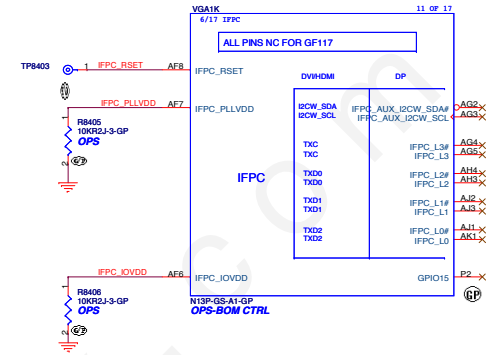 VGA1K
11 OF 17
6/17 IFPC
ALL PINS NC FOR GF117
TP8403
1
IFPC_RSET
AF8
IFPC_RSET
DVI/HDMI
DP
IFPC_PLLVDD
AF7
IFPC_PLLVDD
I2CW_SDA
IFPC_AUX_I2CW_SDA#
AG2
I2CW_SCL
IFPC_AUX_I2CW_SCL
AG3
1
R8405
10KR2J-3-GP
OPS
2
TXC
IFPC_L3#
AG4
TXC
IFPC_L3
AG5
IFPC
TXD0
IFPC_L2#
AH4
TXD0
IFPC_L2
AH3
TXD1
IFPC_L1#
AJ2
TXD1
IFPC_L1
AJ3
TXD2
IFPC_L0#
AJ1
TXD2
IFPC_L0
AK1
IFPC_IOVDD
AF6
IFPC_IOVDD
GPIO15
P2
GP
1
R8406
10KR2J-3-GP
OPS
2
N13P-GS-A1-GP
OPS-BOM CTRL